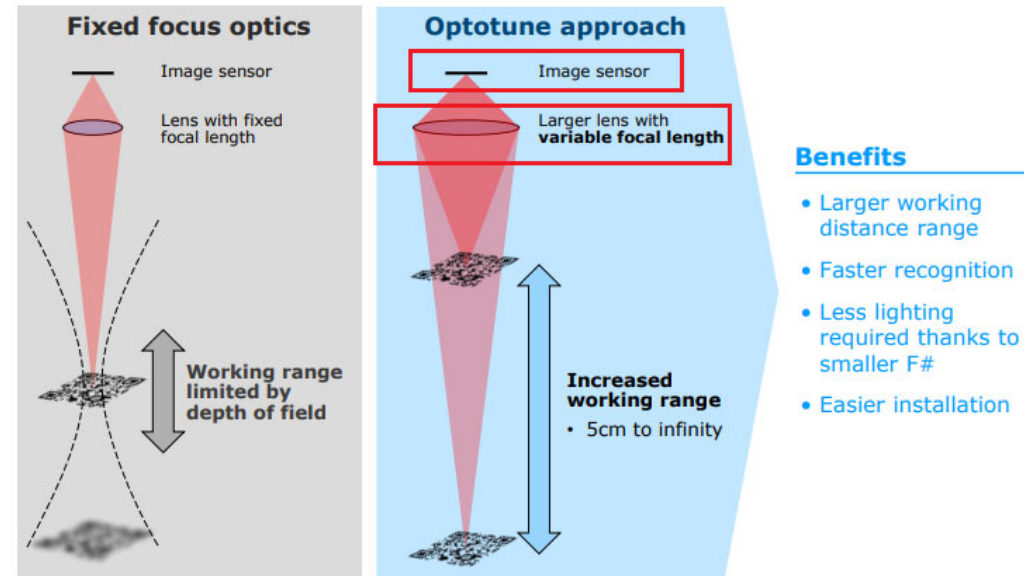 Fixed focus optics
Image sensor
Lens with fixed
focal length
Working range
limited by
depth of field
Optotune approach
Image sensor
Larger lens with
variable focal length
Increased
working range
• 5cm to infinity
Benefits
• Larger working
distance range
• Faster recognition
• Less lighting
required thanks to
smaller F#
• Easier installation